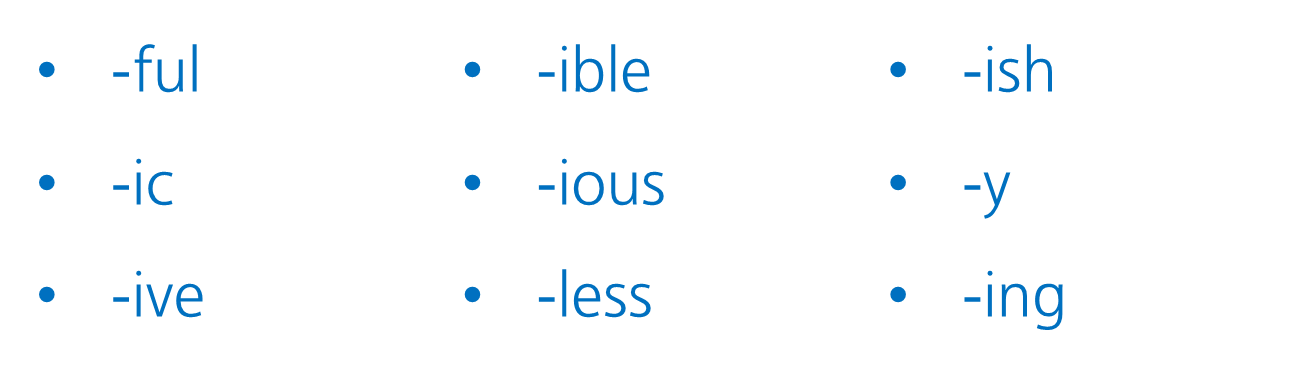 • -ful • -ible • -ish
• -ic • -ious • -y
• -ive • -less • -ing